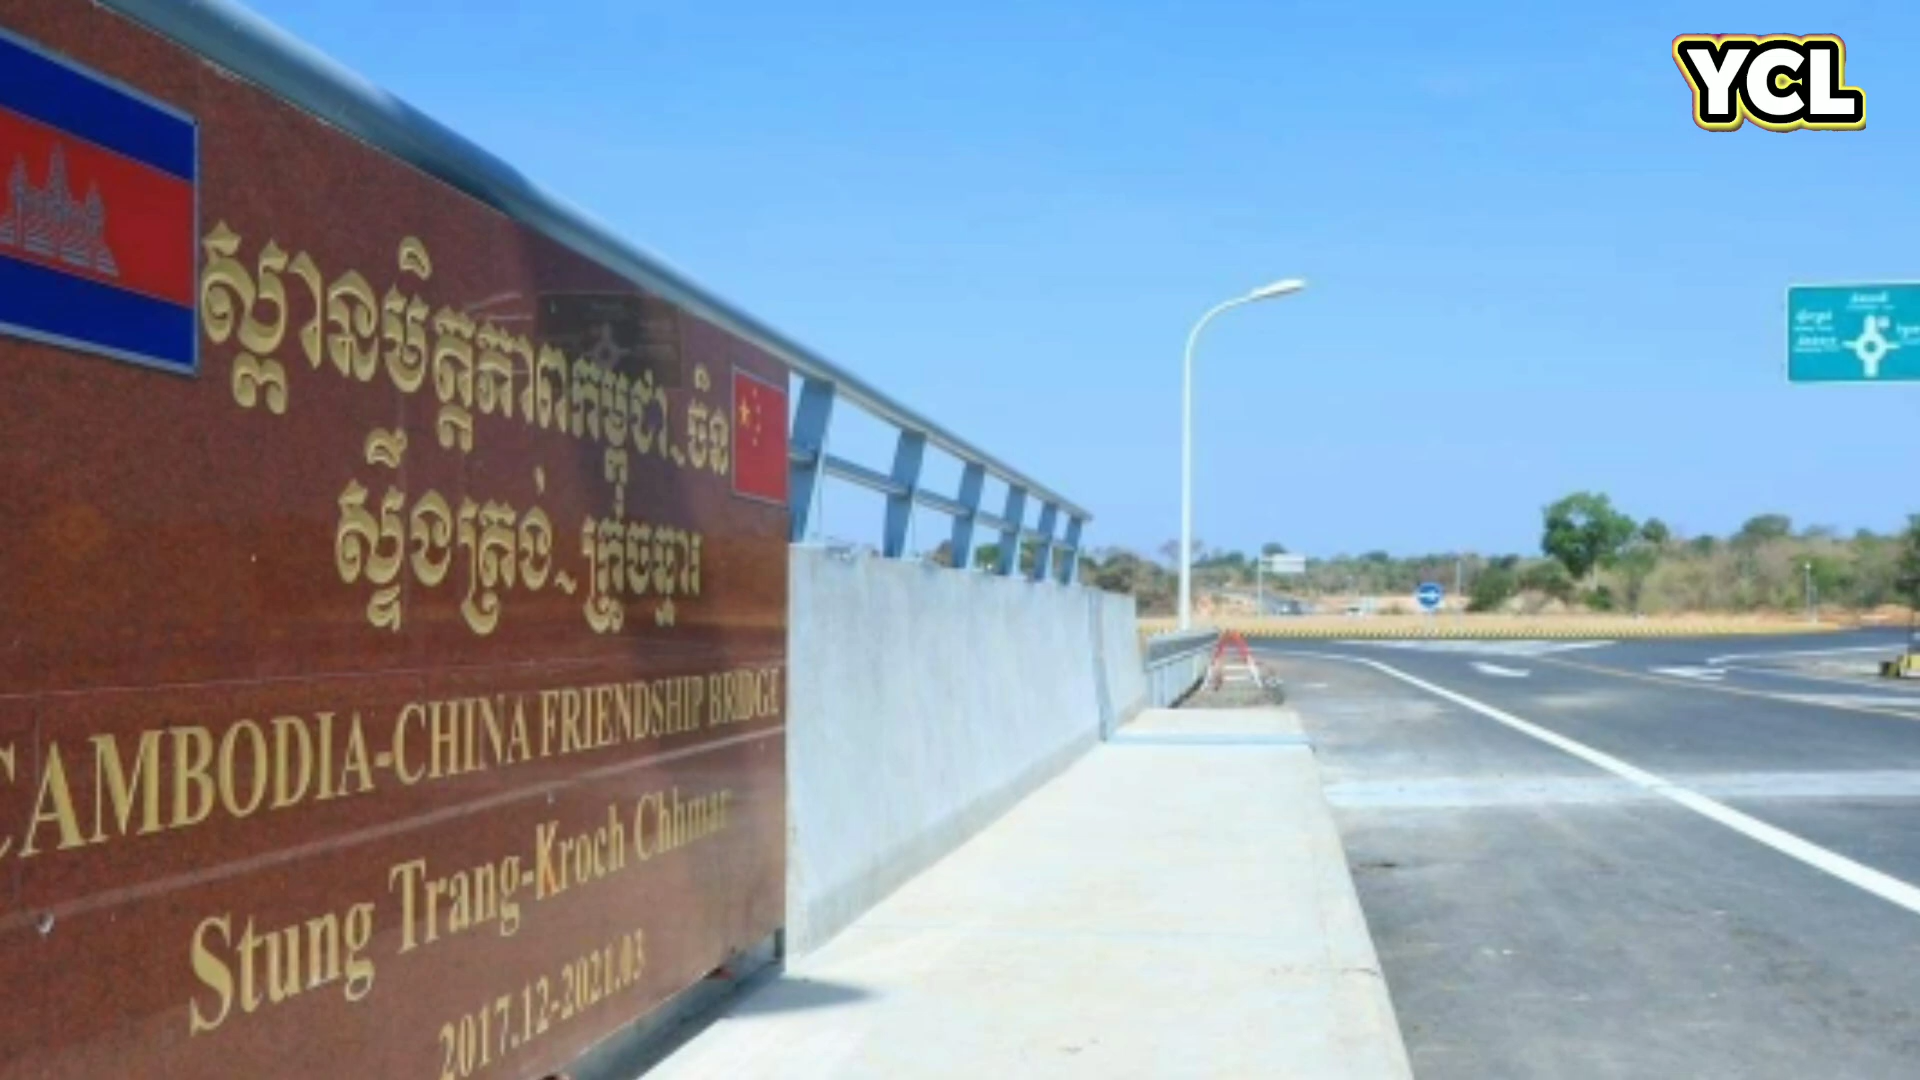 YCL
ស្ពានមិត្តភាពកម្ពុជា-ចិន
ស្ទឹងត្រង់-ក្រូចឆ្មារ
CAMBODIA-CHINA FRIENDSHIP BRIDGE
Stung Trang-Kroch Chhmar
2017.12-2021.03